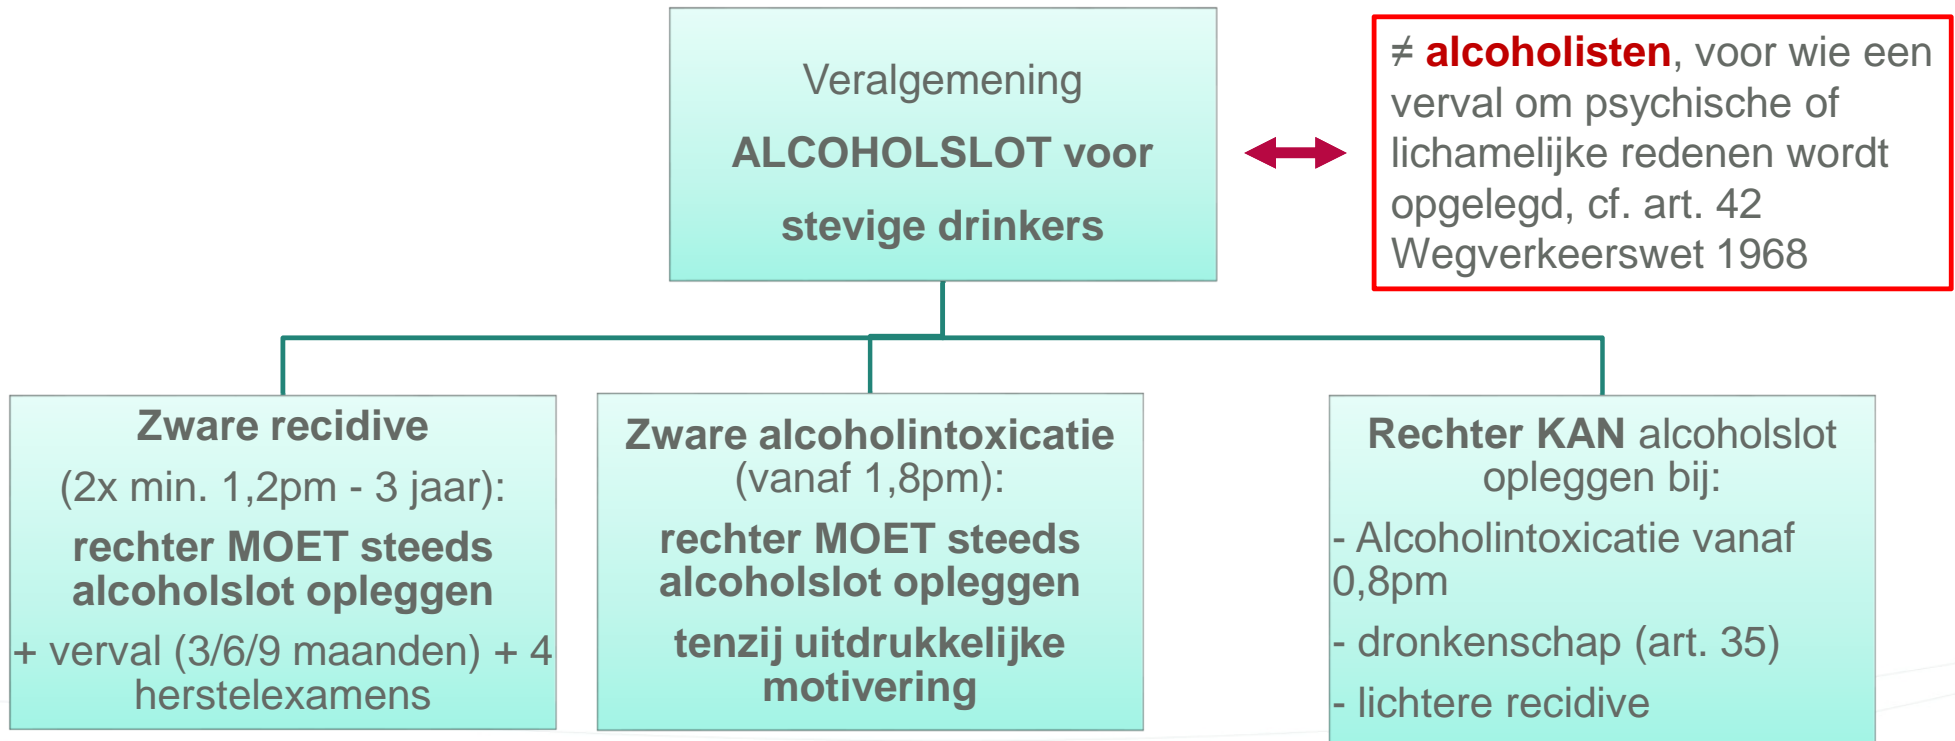 Veralgemening
ALCOHOLSLOT voor
stevige drinkers
≠ alcoholisten, voor wie een
verval om psychische of
lichamelijke redenen wordt
opgelegd, cf. art. 42
Wegverkeerswet 1968
Zware recidive
(2x min. 1,2pm - 3 jaar):
rechter MOET steeds
alcoholslot opleggen
+ verval (3/6/9 maanden) + 4
herstelexamens
Zware alcoholintoxicatie
(vanaf 1,8pm):
rechter MOET steeds
alcoholslot opleggen
tenzij uitdrukkelijke
motivering
Rechter KAN alcoholslot
opleggen bij:
- Alcoholintoxicatie vanaf
0,8pm
- dronkenschap (art. 35)
- lichtere recidive